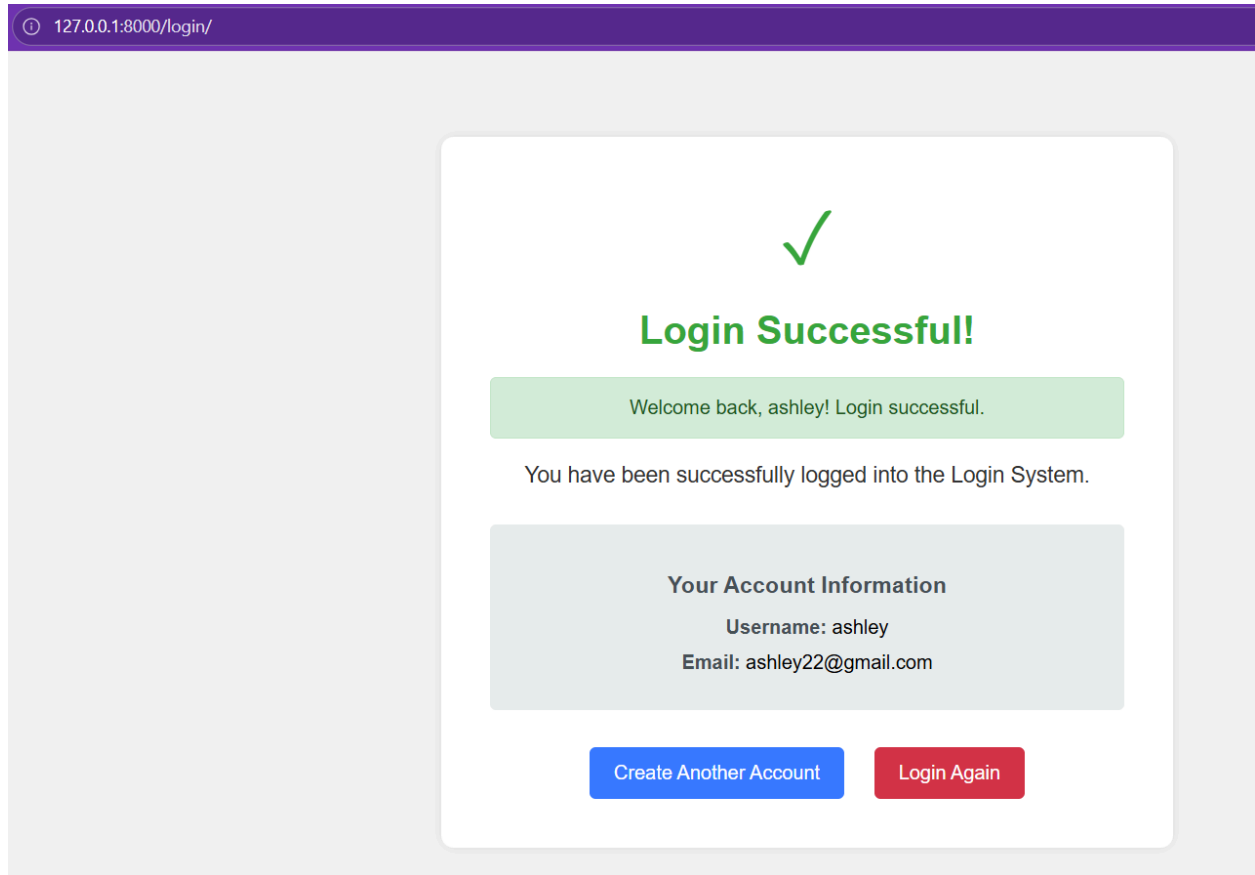 127.0.0.1:8000/login/
Login Successful!
Welcome back, ashley! Login successful.
You have been successfully logged into the Login System.
Your Account Information
Username: ashley
Email: ashley22@gmail.com
Create Another Account Login Again